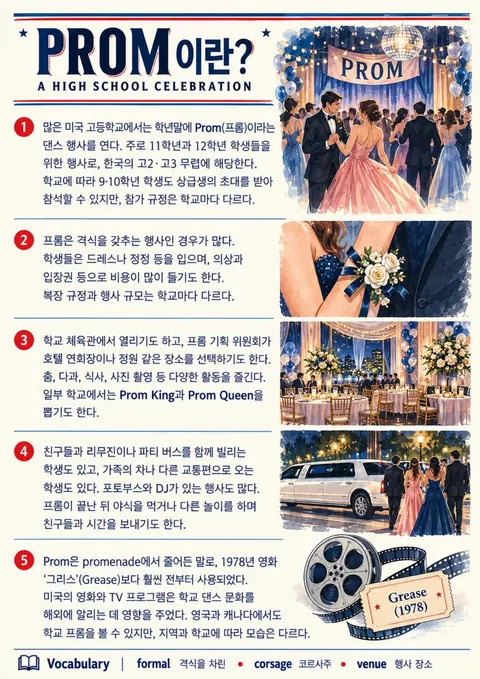 PROM이란?
A HIGH SCHOOL CELEBRATION
PROM
1
많은 미국 고등학교에서는 학년말에 Prom(프롬)이라는
댄스 행사를 연다. 주로 11학년과 12학년 학생들을
위한 행사로, 한국의 고2·고3 무렵에 해당한다.
학교에 따라 9·10학년 학생도 상급생의 초대를 받아
참석할 수 있지만, 참가 규정은 학교마다 다르다.
2
프롬은 격식을 갖추는 행사인 경우가 많다.
학생들은 드레스나 정장 등을 입으며, 의상과
입장권 등으로 비용이 많이 들기도 한다.
복장 규정과 행사 규모는 학교마다 다르다.
3
학교 체육관에서 열리기도 하고, 프롬 기획 위원회가
호텔 연회장이나 정원 같은 장소를 선택하기도 한다.
춤, 다과, 식사, 사진 촬영 등 다양한 활동을 즐긴다.
일부 학교에서는 Prom King과 Prom Queen을
뽑기도 한다.
4
친구들과 리무진이나 파티 버스를 함께 빌리는
학생도 있고, 가족의 차나 다른 교통편으로 오는
학생도 있다. 포토부스와 DJ가 있는 행사도 많다.
프롬이 끝난 뒤 야식을 먹거나 다른 놀이를 하며
친구들과 시간을 보내기도 한다.
5
Prom은 promenade에서 줄어든 말로, 1978년 영화
‘그리스’(Grease)보다 훨씬 전부터 사용되었다.
미국의 영화와 TV 프로그램은 학교 댄스 문화를
해외에 알리는 데 영향을 주었다. 영국과 캐나다에서도
학교 프롬을 볼 수 있지만, 지역과 학교에 따라 모습은 다르다.
Grease
(1978)
Vocabulary | formal 격식을 차린 • corsage 코르사주 • venue 행사 장소